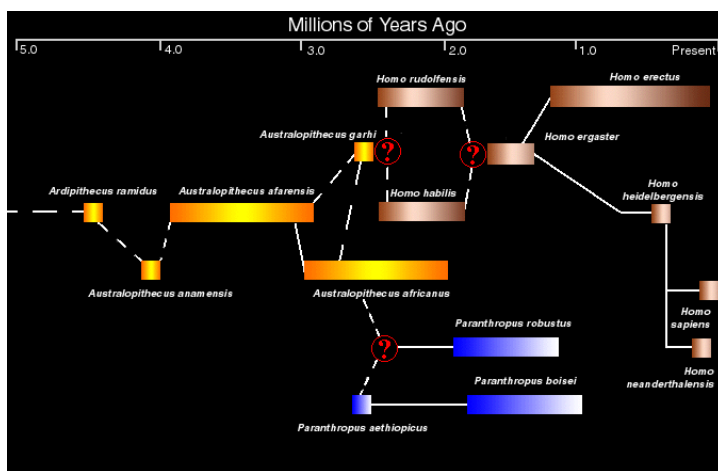 Millions of Years Ago
5.0 4.0 3.0 2.0 1.0 Present
Homo rudolfensis
Homo erectus
Australopithecus garhi
?
?
Homo ergaster
Ardipithecus ramidus
Australopithecus afarensis
Homo habilis
Homo
heidelbergensis
Australopithecus anamensis
Australopithecus africanus
Homo
sapiens
Paranthropus robustus
?
Homo
neanderthalensis
Paranthropus boisei
Paranthropus aethiopicus